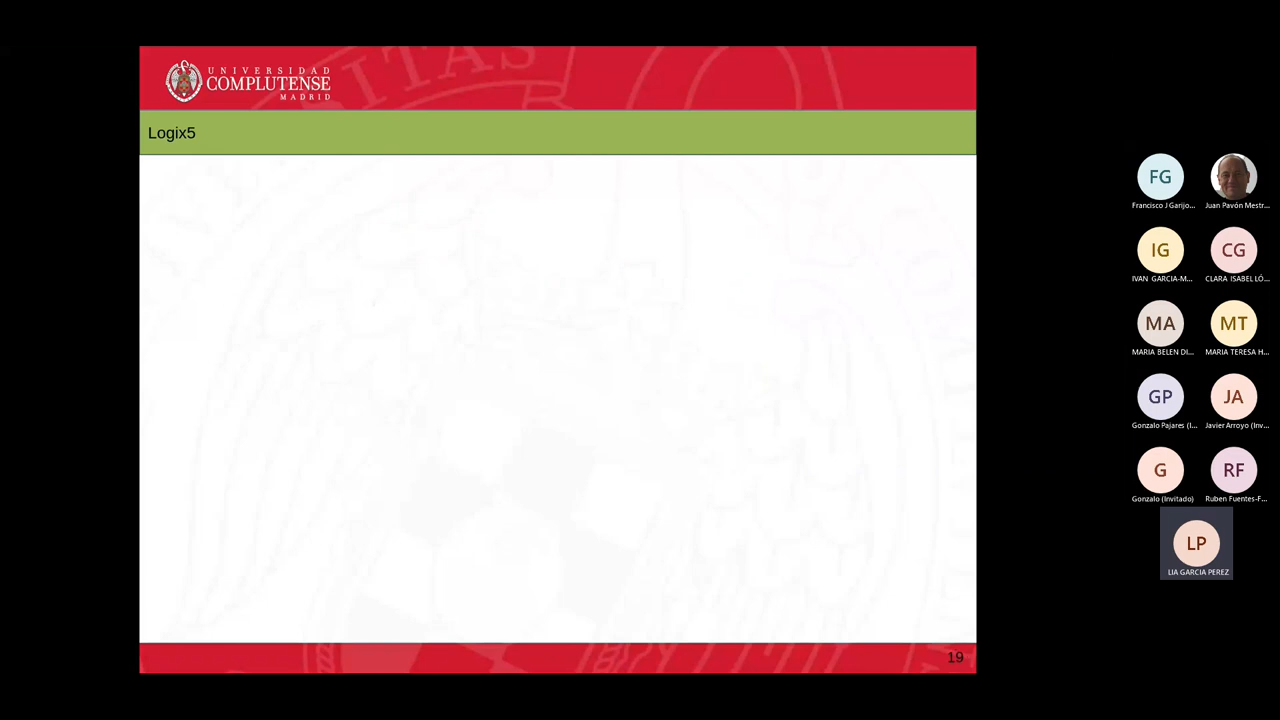 UNIVERSIDAD
COMPLUTENSE
MADRID
Logix5
19
FG
Francisco J Garijo...
Juan Pavón Mestr...
IG
IVAN GARCIA-M...
CG
CLARA ISABEL LÓ...
MA
MARIA BELEN DI...
MT
MARIA TERESA H...
GP
Gonzalo Pajares (I...
JA
Javier Arroyo (Inv...
G
Gonzalo (Invitado)
RF
Ruben Fuentes-F...
LP
LIA GARCIA PEREZ